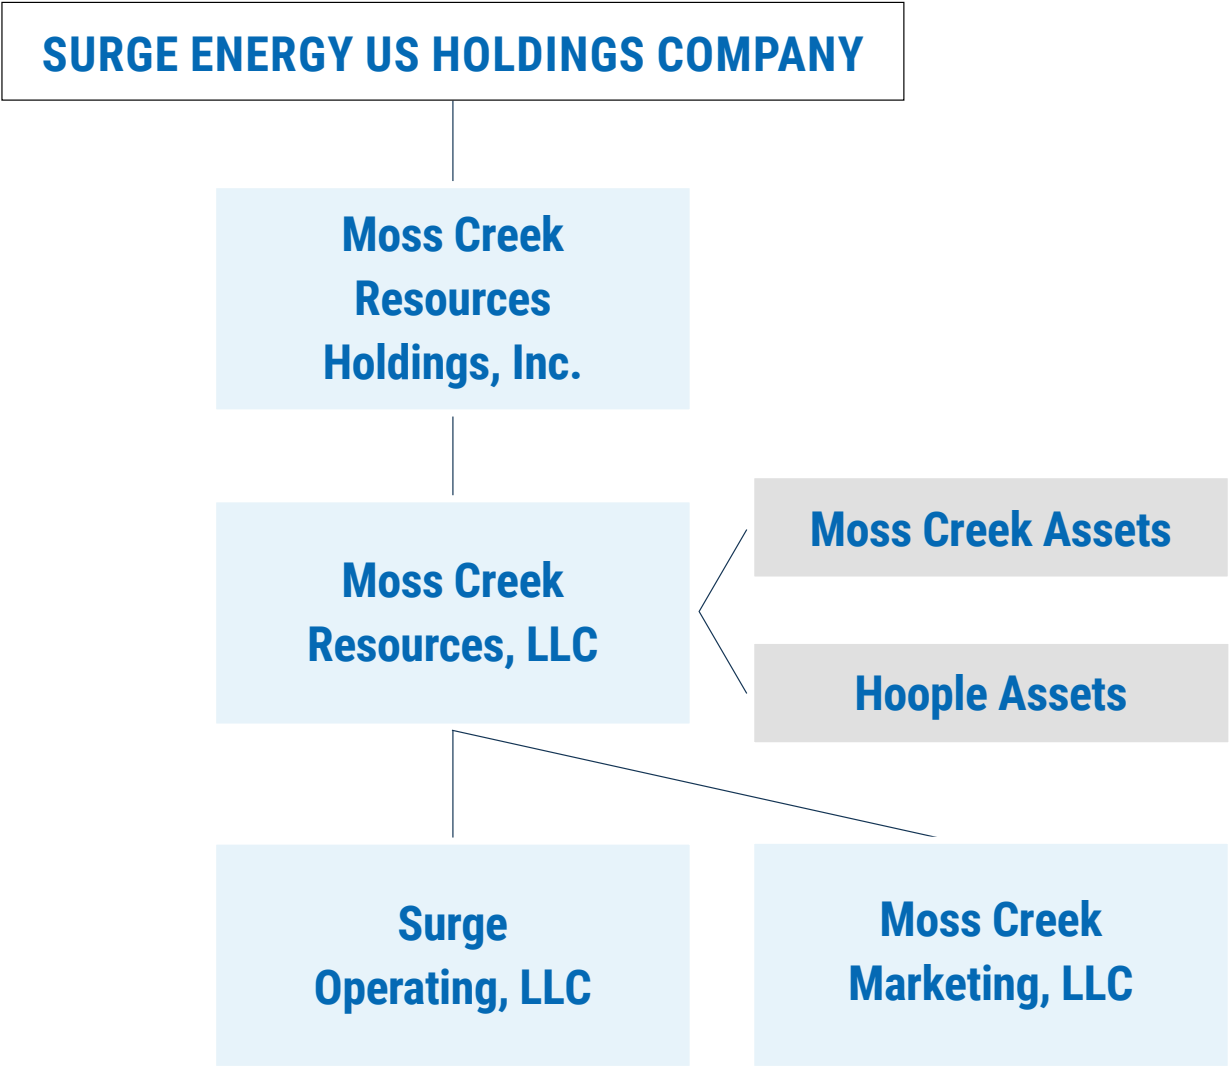 SURGE ENERGY US HOLDINGS COMPANY
Moss Creek
Resources
Holdings, Inc.
Moss Creek
Resources, LLC
Moss Creek Assets
Hoople Assets
Surge
Operating, LLC
Moss Creek
Marketing, LLC